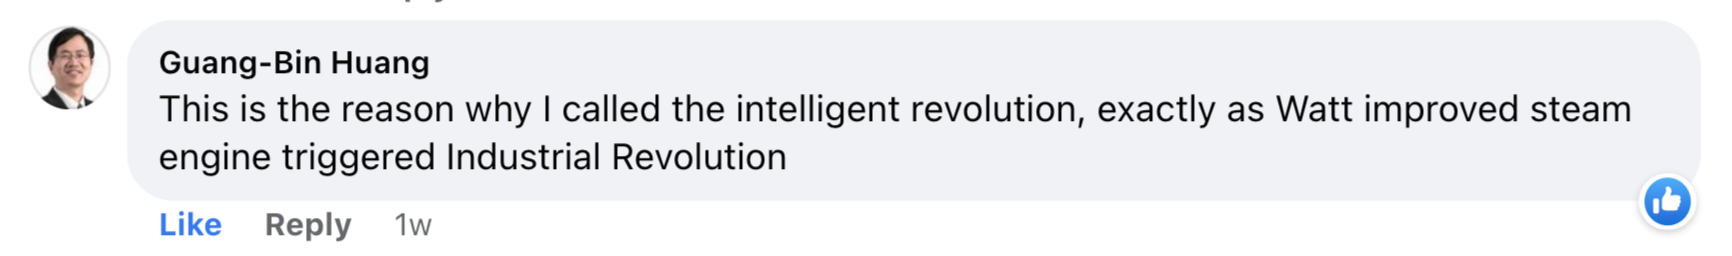 Guang-Bin Huang
This is the reason why I called the intelligent revolution, exactly as Watt improved steam
engine triggered Industrial Revolution
Like Reply 1w